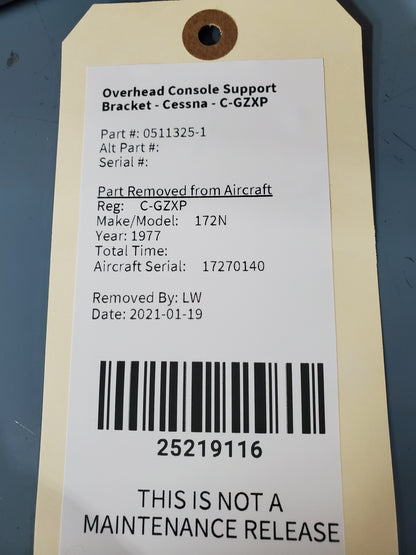 Overhead Console Support
Bracket - Cessna - C-GZXP
Part #: 0511325-1
Alt Part #:
Serial #:
Part Removed from Aircraft
Reg: C-GZXP
Make/Model: 172N
Year: 1977
Total Time:
Aircraft Serial: 17270140
Removed By: LW
Date: 2021-01-19
25219116
THIS IS NOT A
MAINTENANCE RELEASE